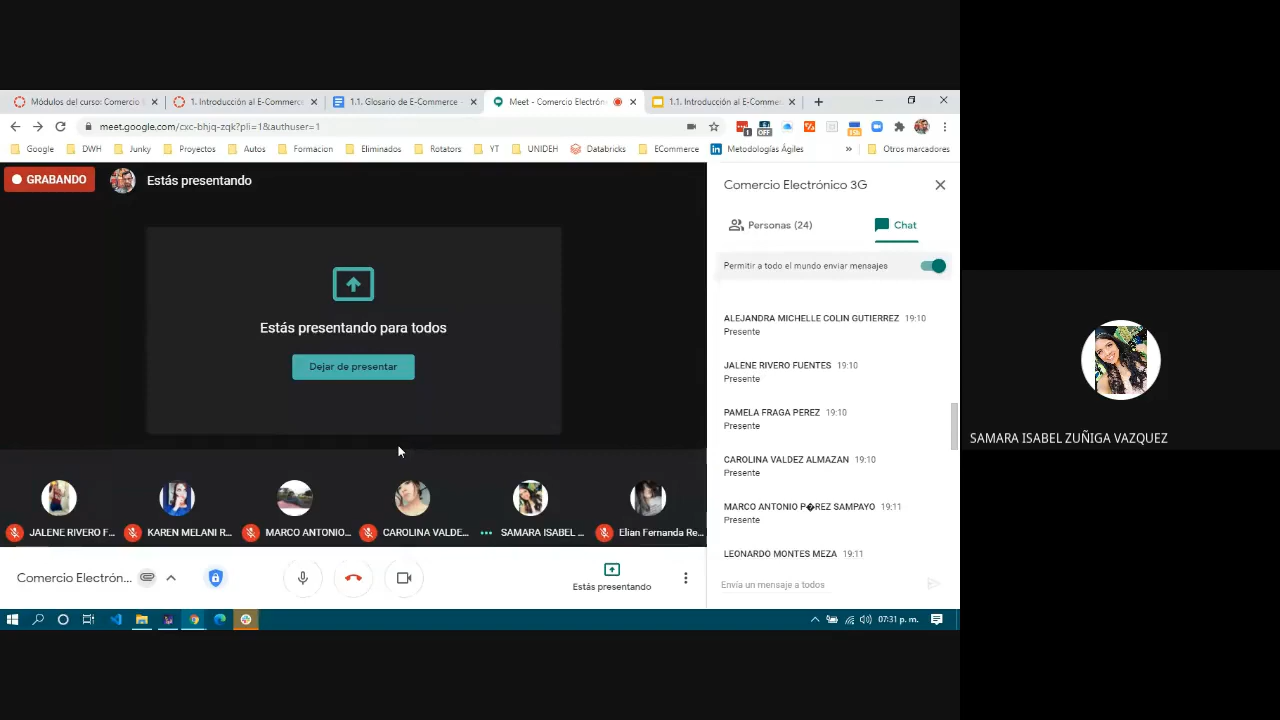 Módulos del curso: Comercio
1. Introducción al E-Commerce
1.1. Glosario de E-Commerce -
Meet - Comercio Electrón
1.1. Introducción al E-Comme
meet.google.com/cxc-bhjq-zqk?pli=1&authuser=1
Google
DWH
Junky
Proyectos
Autos
Formacion
Eliminados
Rotators
YT
UNIDEH
Databricks
ECommerce
Metodologías Ágiles
»
Otros marcadores
GRABANDO
Estás presentando
Estás presentando para todos
Dejar de presentar
JALENE RIVERO F...
KAREN MELANI R...
MARCO ANTONIO...
CAROLINA VALDE...
SAMARA ISABEL ...
Elian Fernanda Re...
Comercio Electrón...
Estás presentando
Comercio Electrónico 3G
Personas (24)
Chat
Permitir a todo el mundo enviar mensajes
ALEJANDRA MICHELLE COLIN GUTIERREZ 19:10
Presente
JALENE RIVERO FUENTES 19:10
Presente
PAMELA FRAGA PEREZ 19:10
Presente
CAROLINA VALDEZ ALMAZAN 19:10
Presente
MARCO ANTONIO P�REZ SAMPAYO 19:11
Presente
LEONARDO MONTES MEZA 19:11
Envía un mensaje a todos
07:31 p. m.
SAMARA ISABEL ZUÑIGA VAZQUEZ